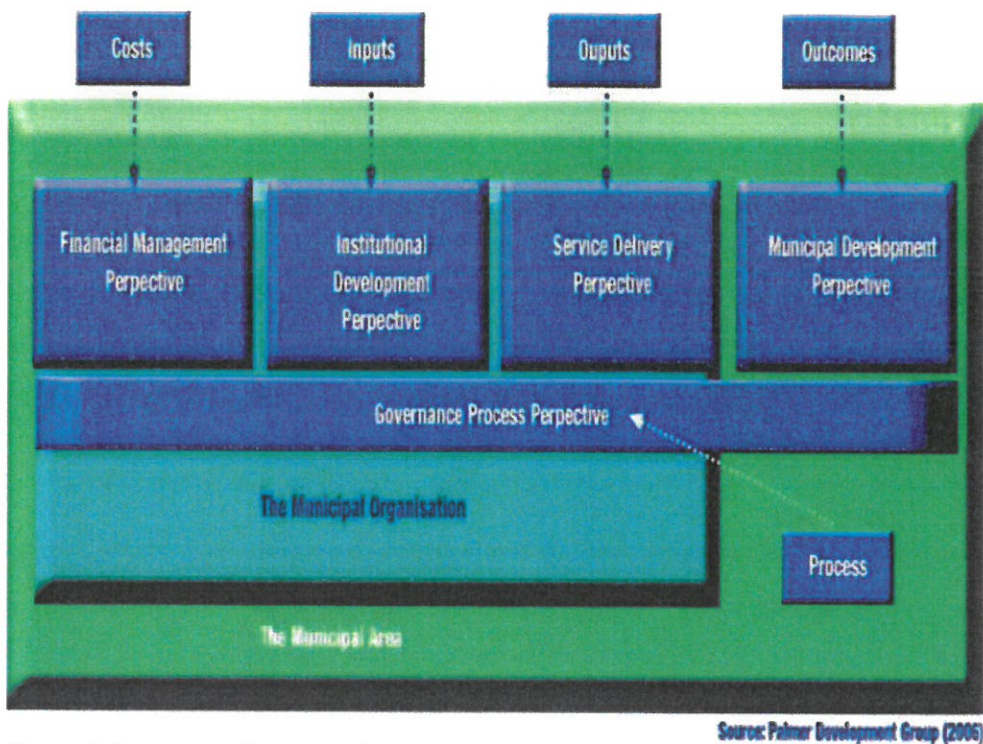 Costs
Inputs
Ouputs
Outcomes
Financial Management
Perpective
Institutional
Development
Perpective
Service Delivery
Perpective
Municipal Development
Perpective
Governance Process Perpective
The Municipal Organisation
Process
The Municipal Area
Source: Palmer Development Group (2006)